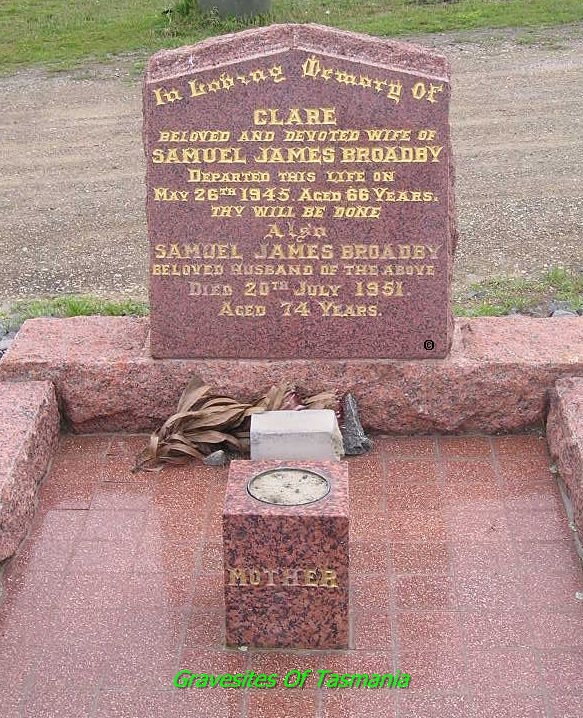 In Loving Memory Of
CLARE
BELOVED AND DEVOTED WIFE OF
SAMUEL JAMES BROADBY
DEPARTED THIS LIFE ON
MAY 26TH 1945. AGED 66 YEARS.
THY WILL BE DONE
Also
SAMUEL JAMES BROADBY
BELOVED HUSBAND OF THE ABOVE
DIED 20TH JULY 1951.
AGED 74 YEARS.
MOTHER
Gravesites Of Tasmania